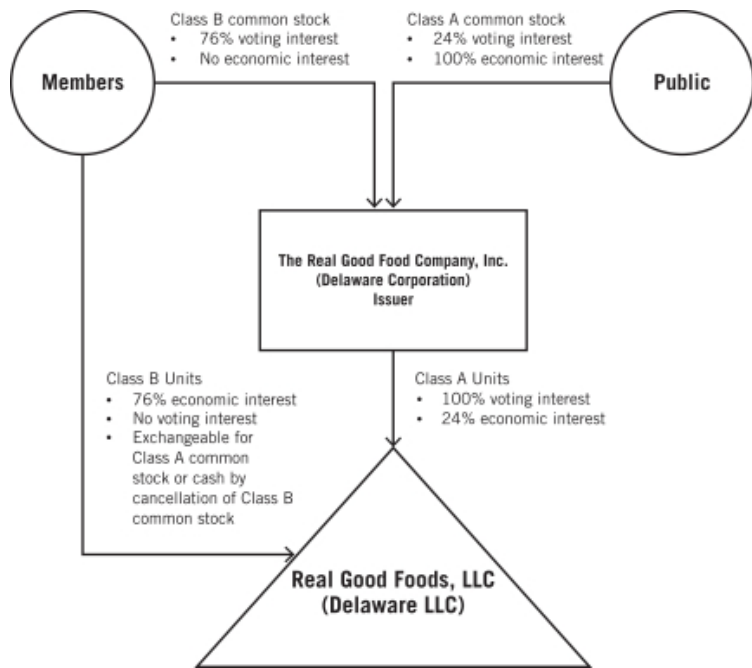 Class B common stock
• 76% voting interest
• No economic interest
Class A common stock
• 24% voting interest
• 100% economic interest
Members
Public
The Real Good Food Company, Inc.
(Delaware Corporation)
Issuer
Class B Units
• 76% economic interest
• No voting interest
• Exchangeable for
Class A common
stock or cash by
cancellation of Class B
common stock
Class A Units
• 100% voting interest
• 24% economic interest
Real Good Foods, LLC
(Delaware LLC)